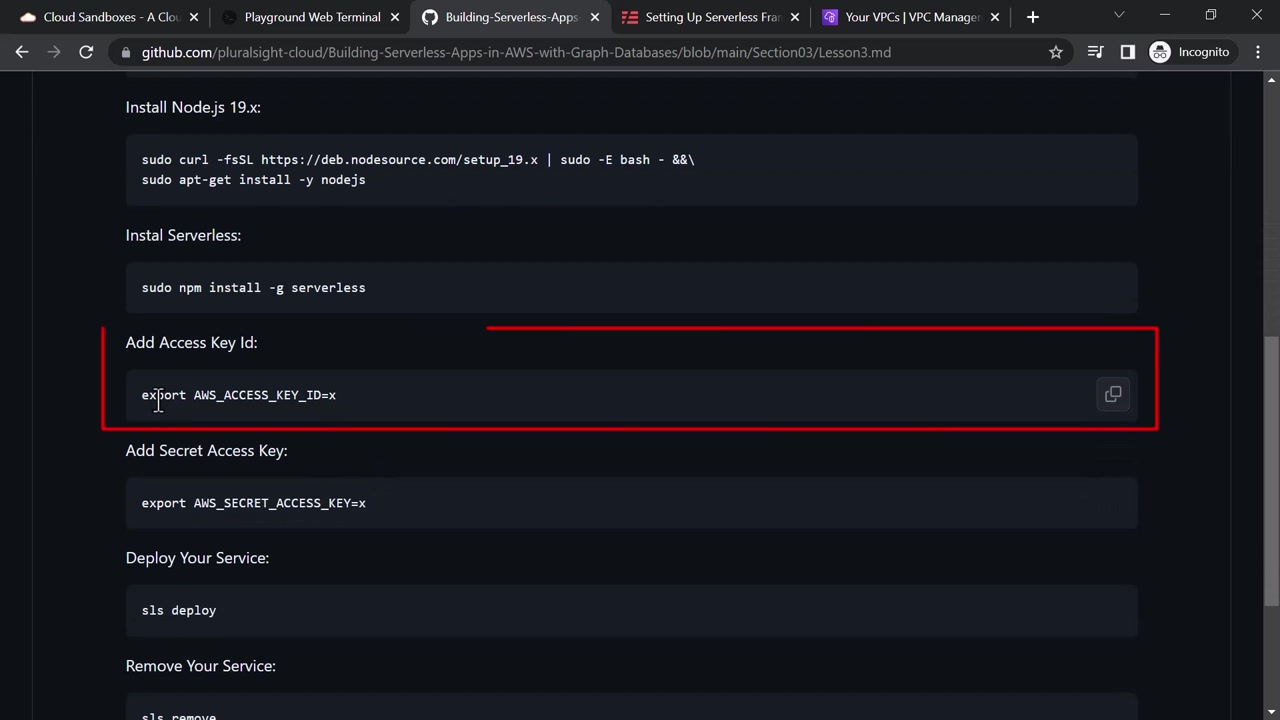 Cloud Sandboxes - A Clou
Playground Web Terminal
Building-Serverless-Apps
Setting Up Serverless Fran
Your VPCs | VPC Manager
github.com/pluralsight-cloud/Building-Serverless-Apps-in-AWS-with-Graph-Databases/blob/main/Section03/Lesson3.md
Incognito
Install Node.js 19.x:
sudo curl -fsSL https://deb.nodesource.com/setup_19.x | sudo -E bash - &&\
sudo apt-get install -y nodejs
Instal Serverless:
sudo npm install -g serverless
Add Access Key Id:
export AWS_ACCESS_KEY_ID=x
Add Secret Access Key:
export AWS_SECRET_ACCESS_KEY=x
Deploy Your Service:
sls deploy
Remove Your Service:
sls remove